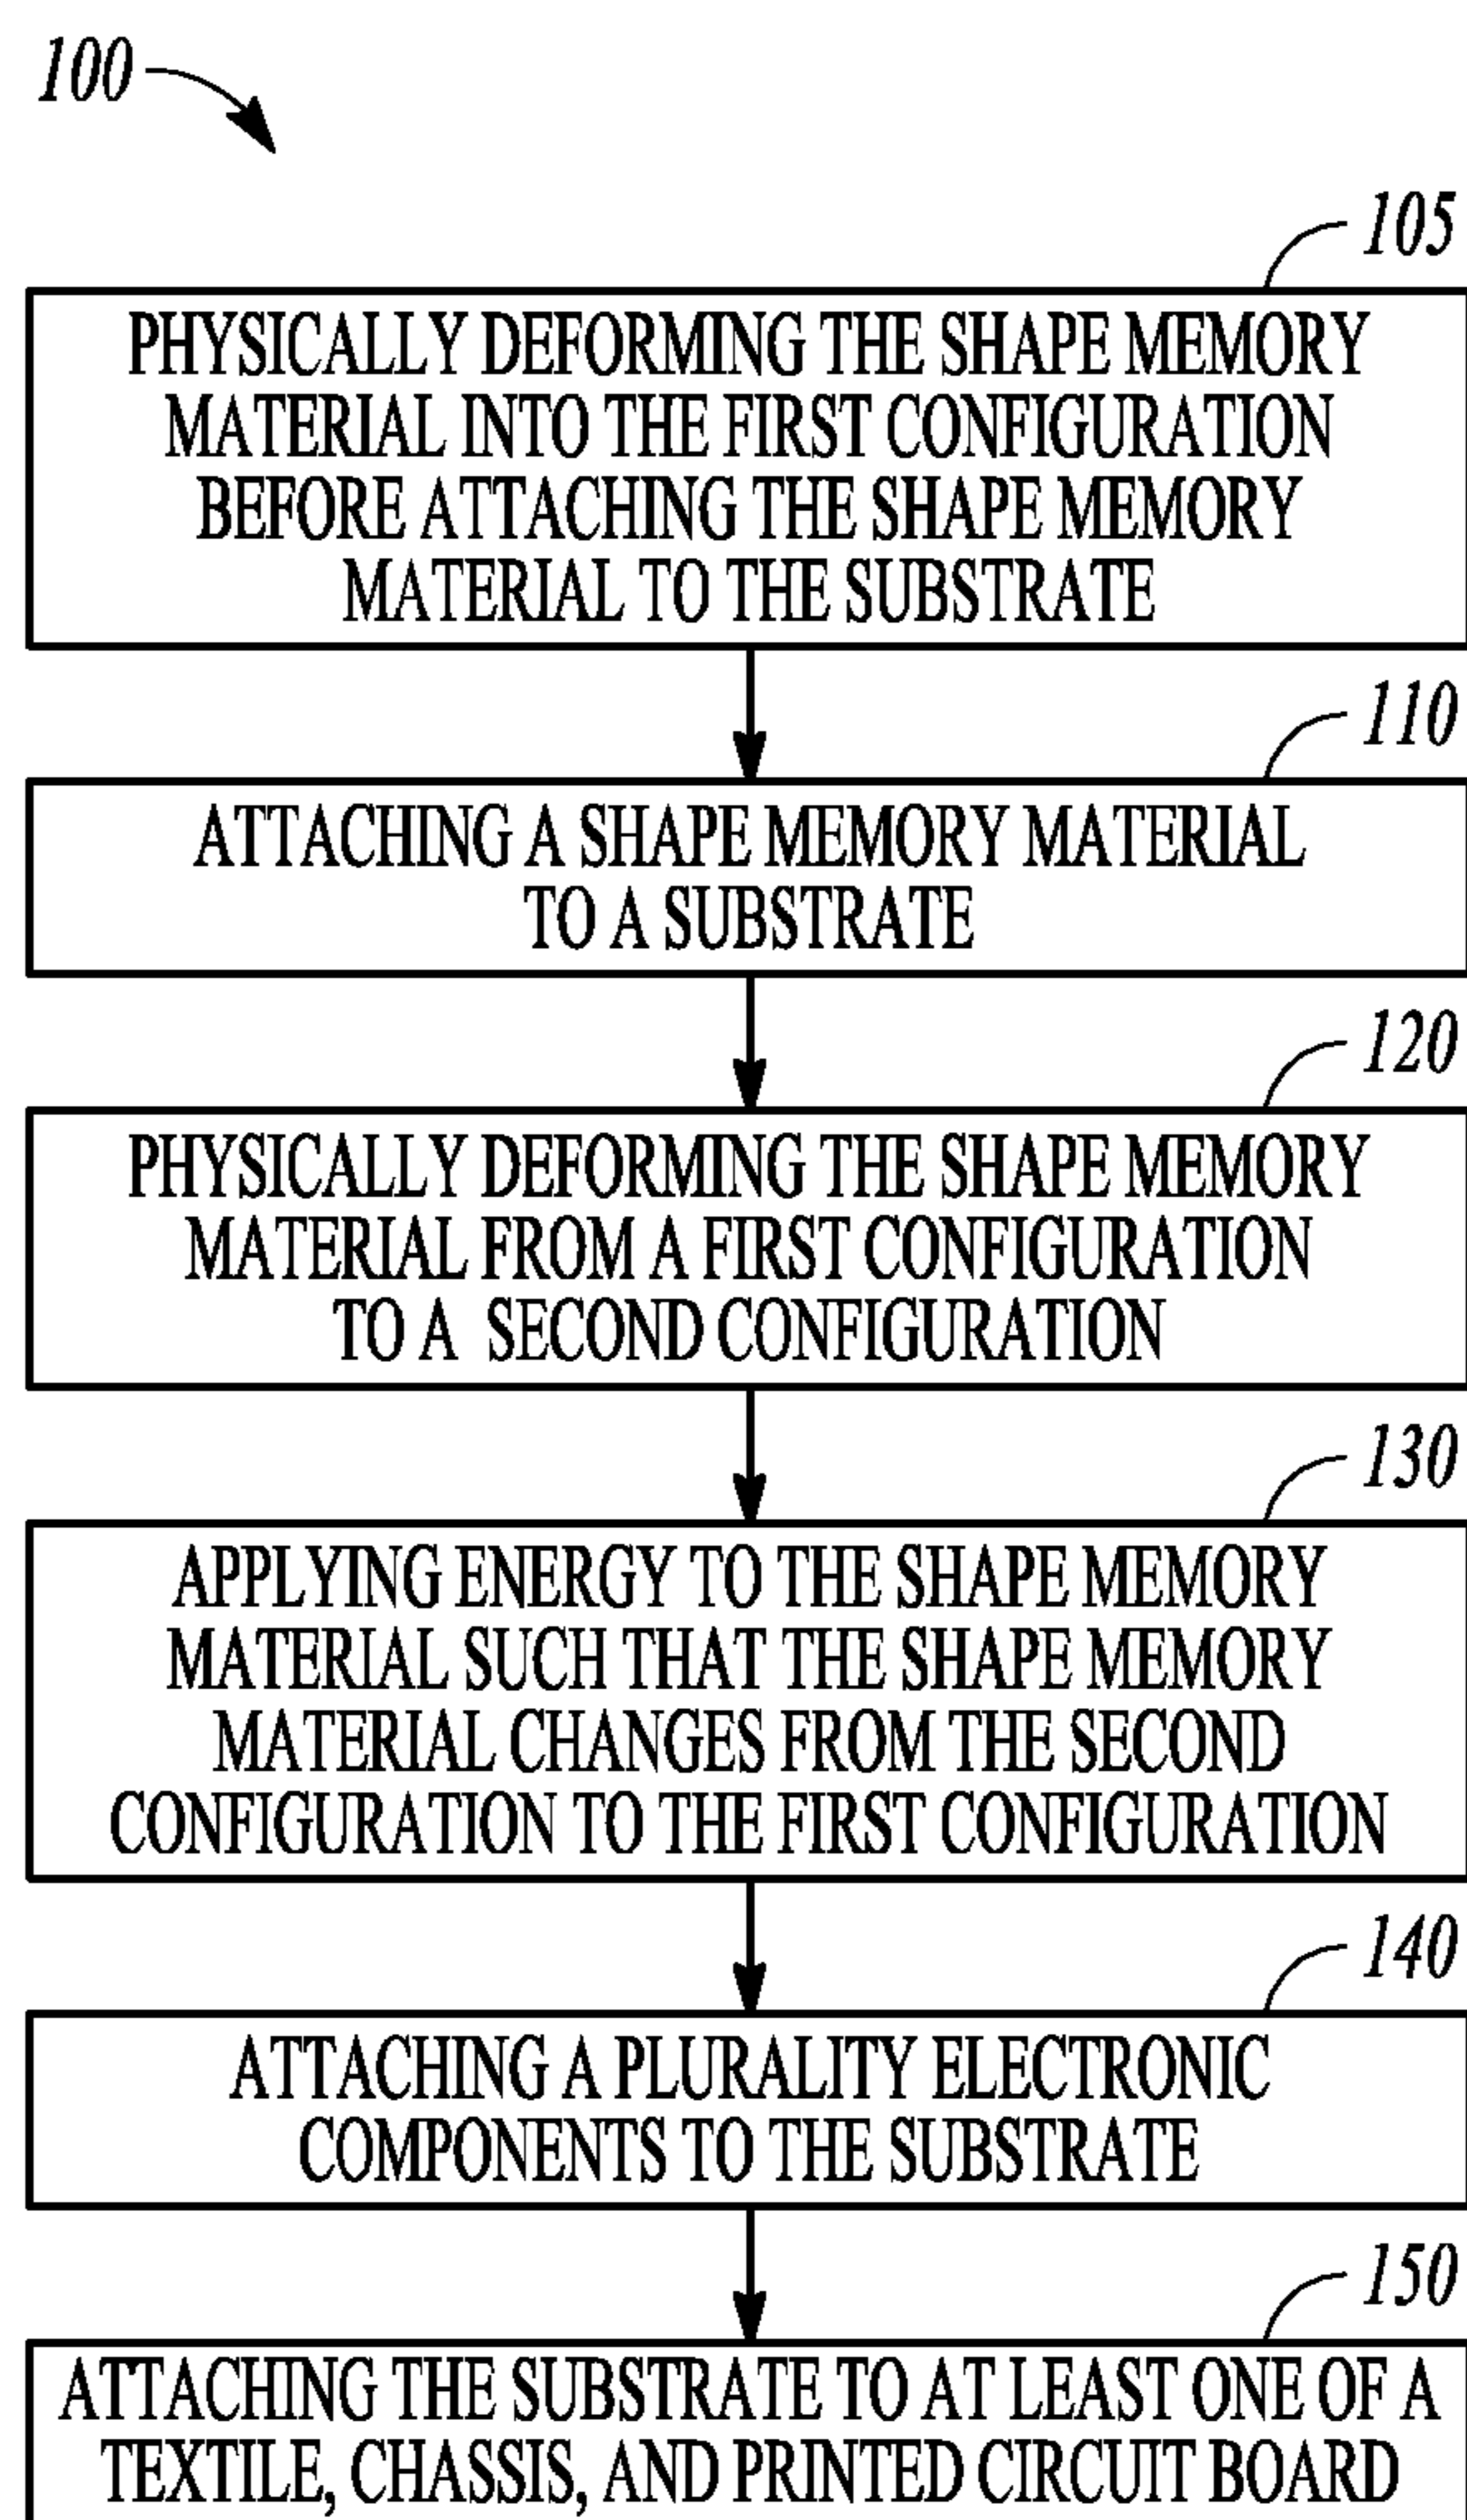 100
105
PHYSICALLY DEFORMING THE SHAPE MEMORY
MATERIAL INTO THE FIRST CONFIGURATION
BEFORE ATTACHING THE SHAPE MEMORY
MATERIAL TO THE SUBSTRATE
110
ATTACHING A SHAPE MEMORY MATERIAL
TO A SUBSTRATE
120
PHYSICALLY DEFORMING THE SHAPE MEMORY
MATERIAL FROM A FIRST CONFIGURATION
TO A SECOND CONFIGURATION
130
APPLYING ENERGY TO THE SHAPE MEMORY
MATERIAL SUCH THAT THE SHAPE MEMORY
MATERIAL CHANGES FROM THE SECOND
CONFIGURATION TO THE FIRST CONFIGURATION
140
ATTACHING A PLURALITY ELECTRONIC
COMPONENTS TO THE SUBSTRATE
150
ATTACHING THE SUBSTRATE TO AT LEAST ONE OF A
TEXTILE, CHASSIS, AND PRINTED CIRCUIT BOARD